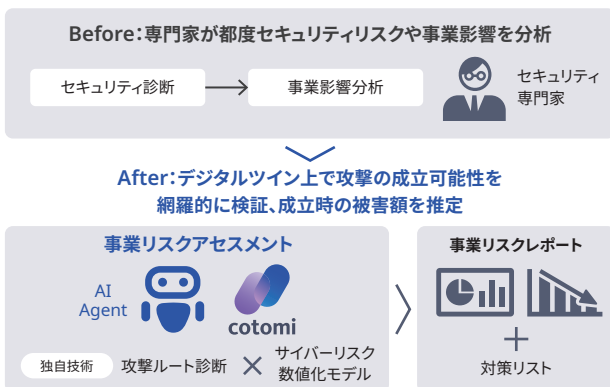 Before：専門家が都度セキュリティリスクや事業影響を分析
セキュリティ診断
事業影響分析
セキュリティ
専門家
After：デジタルツイン上で攻撃の成立可能性を
網羅的に検証、成立時の被害額を推定
事業リスクアセスメント
AI
Agent
cotomi
独自技術
攻撃ルート診断
サイバーリスク
数値化モデル
事業リスクレポート
対策リスト